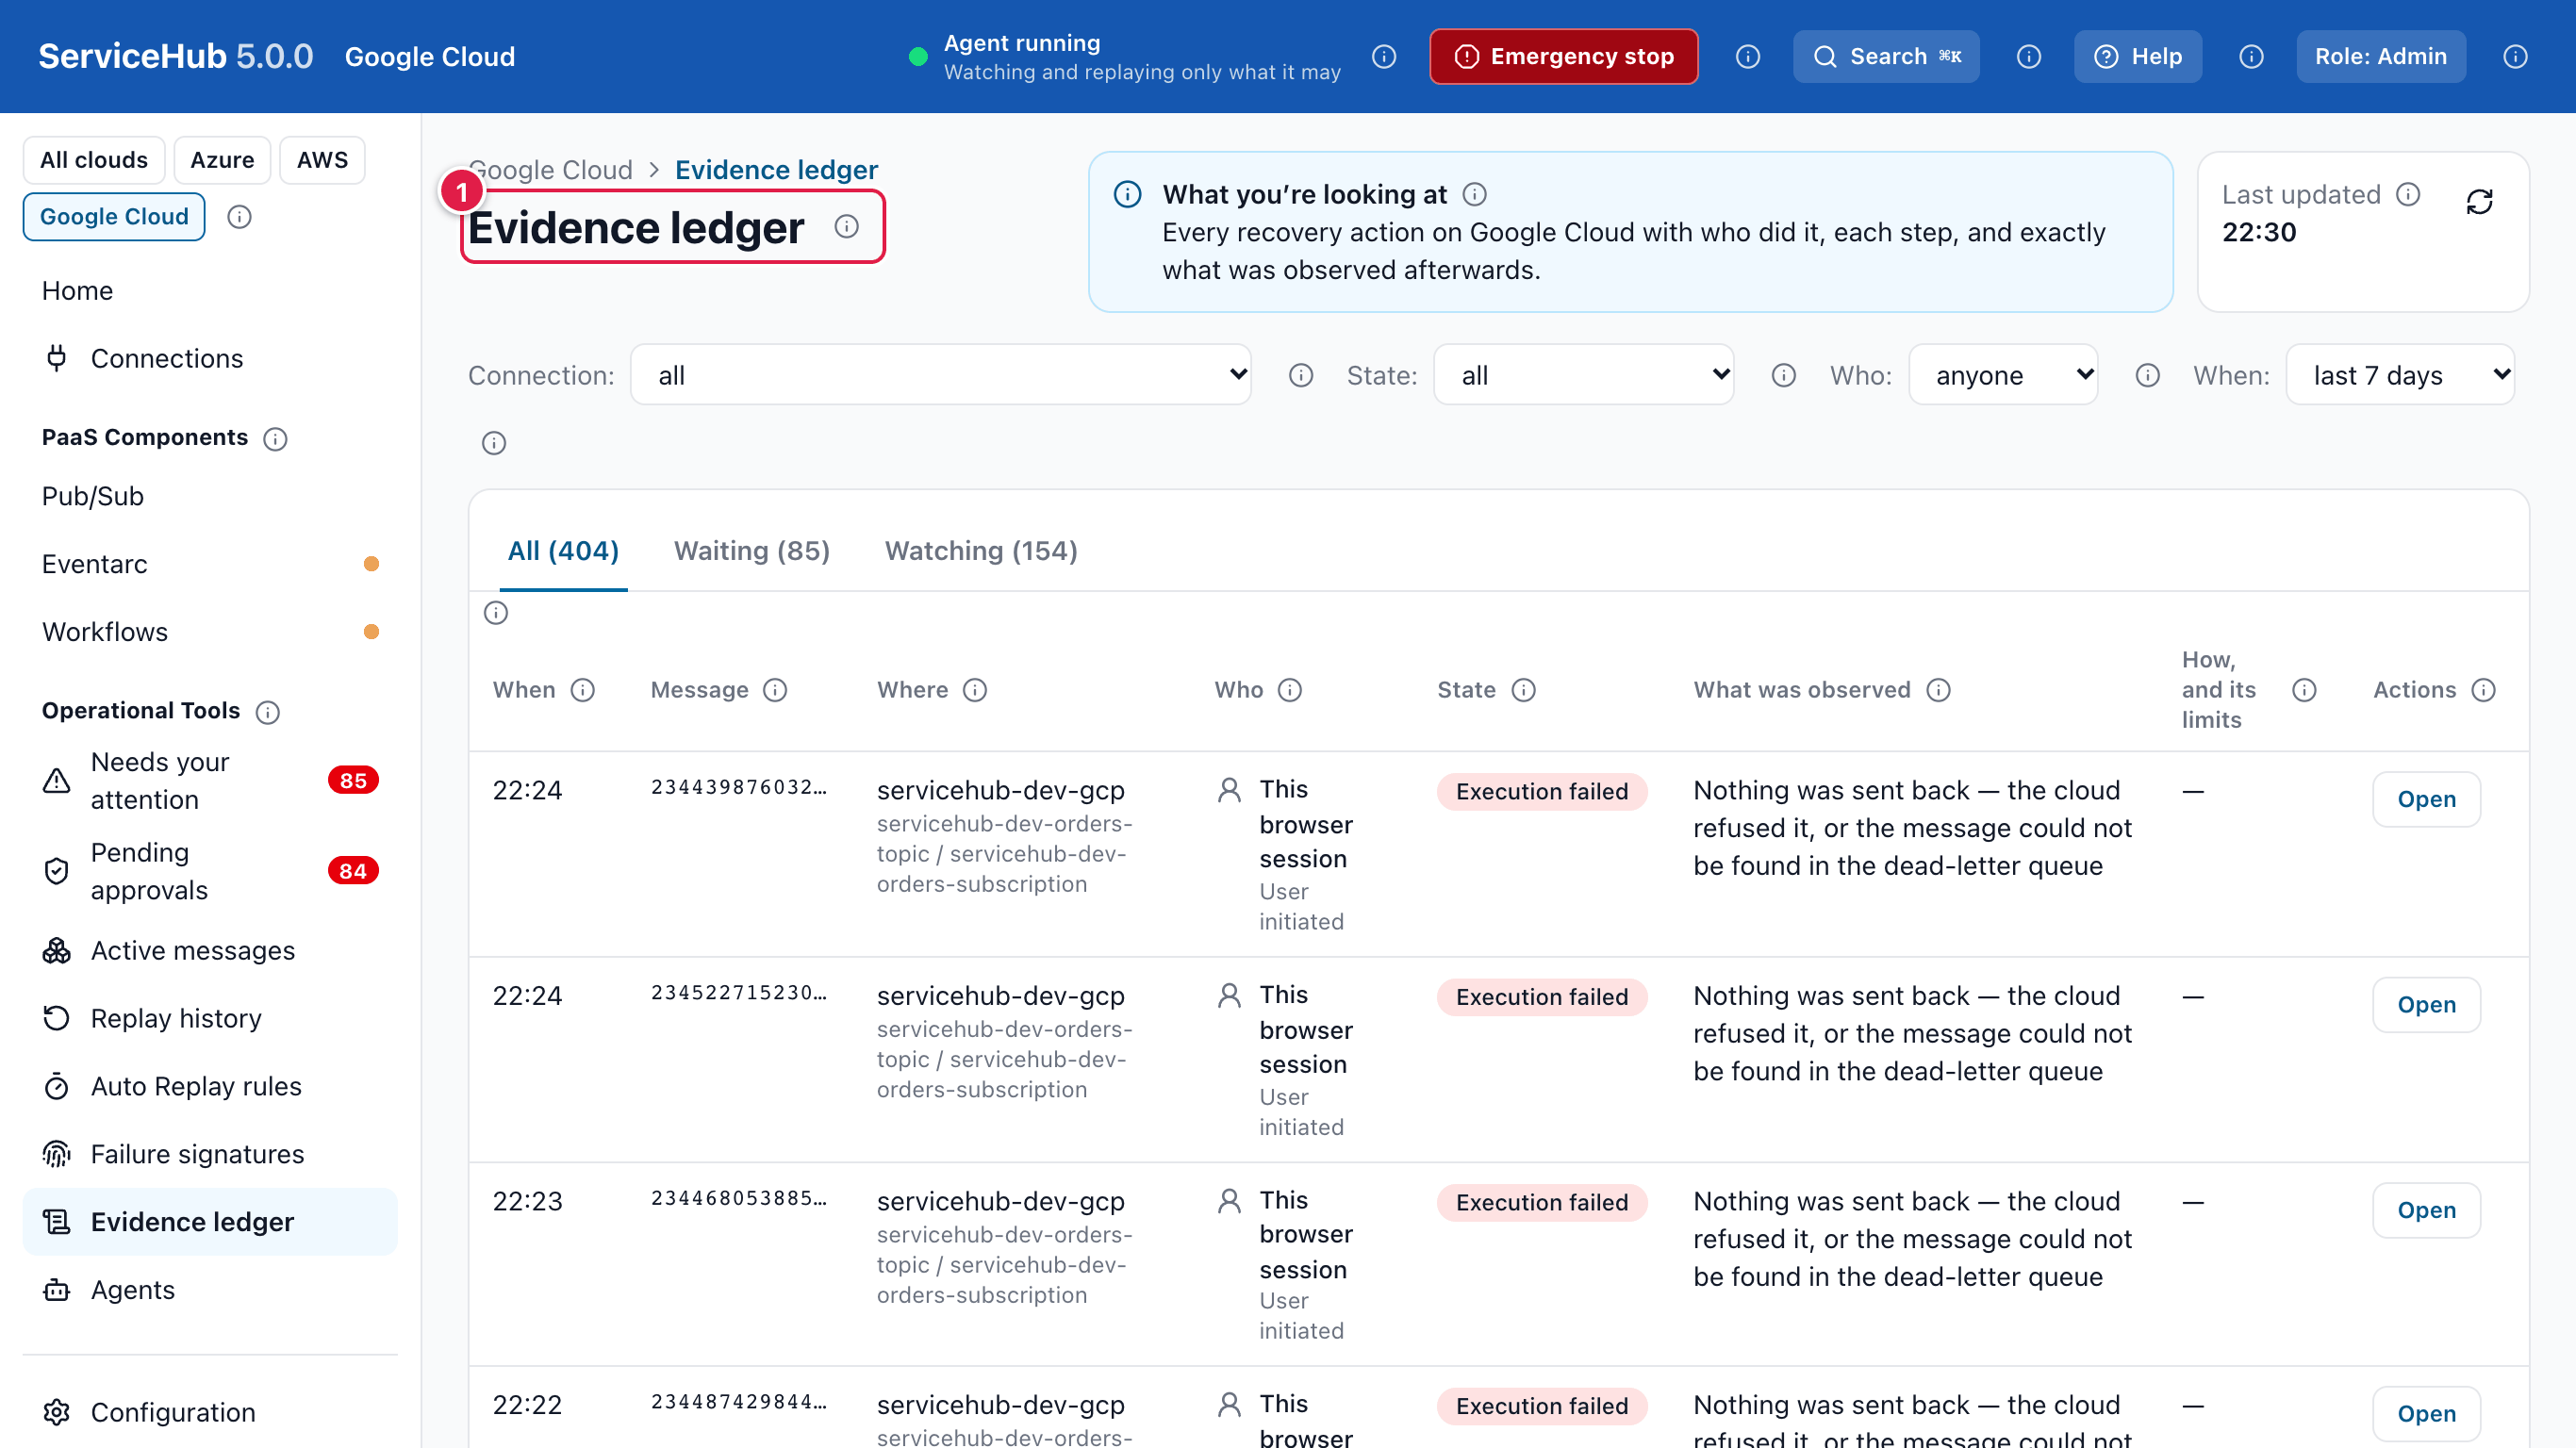 ServiceHub 5.0.0 Google Cloud
Agent running
Watching and replaying only what it may
Emergency stop
Search ⌘K
Help
Role: Admin
All clouds Azure AWS
Google Cloud
Home
Connections
PaaS Components
Pub/Sub
Eventarc
Workflows
Operational Tools
Needs your
attention
85
Pending
approvals
84
Active messages
Replay history
Auto Replay rules
Failure signatures
Evidence ledger
Agents
Configuration
Google Cloud > Evidence ledger
1
Evidence ledger
What you’re looking at
Every recovery action on Google Cloud with who did it, each step, and exactly
what was observed afterwards.
Last updated
22:30
Connection: all State: all Who: anyone When: last 7 days
All (404) Waiting (85) Watching (154)
When Message Where Who State What was observed How, and its limits Actions
22:24 234439876032… servicehub-dev-gcp
servicehub-dev-orders-
topic / servicehub-dev-
orders-subscription
This
browser
session
User
initiated
Execution failed
Nothing was sent back — the cloud
refused it, or the message could not
be found in the dead-letter queue
—
Open
22:24 234522715230… servicehub-dev-gcp
servicehub-dev-orders-
topic / servicehub-dev-
orders-subscription
This
browser
session
User
initiated
Execution failed
Nothing was sent back — the cloud
refused it, or the message could not
be found in the dead-letter queue
—
Open
22:23 234468053885… servicehub-dev-gcp
servicehub-dev-orders-
topic / servicehub-dev-
orders-subscription
This
browser
session
User
initiated
Execution failed
Nothing was sent back — the cloud
refused it, or the message could not
be found in the dead-letter queue
—
Open
22:22 234487429844… servicehub-dev-gcp
servicehub-dev-orders-
This
browser
Execution failed
Nothing was sent back — the cloud
refused it, or the message could not
—
Open